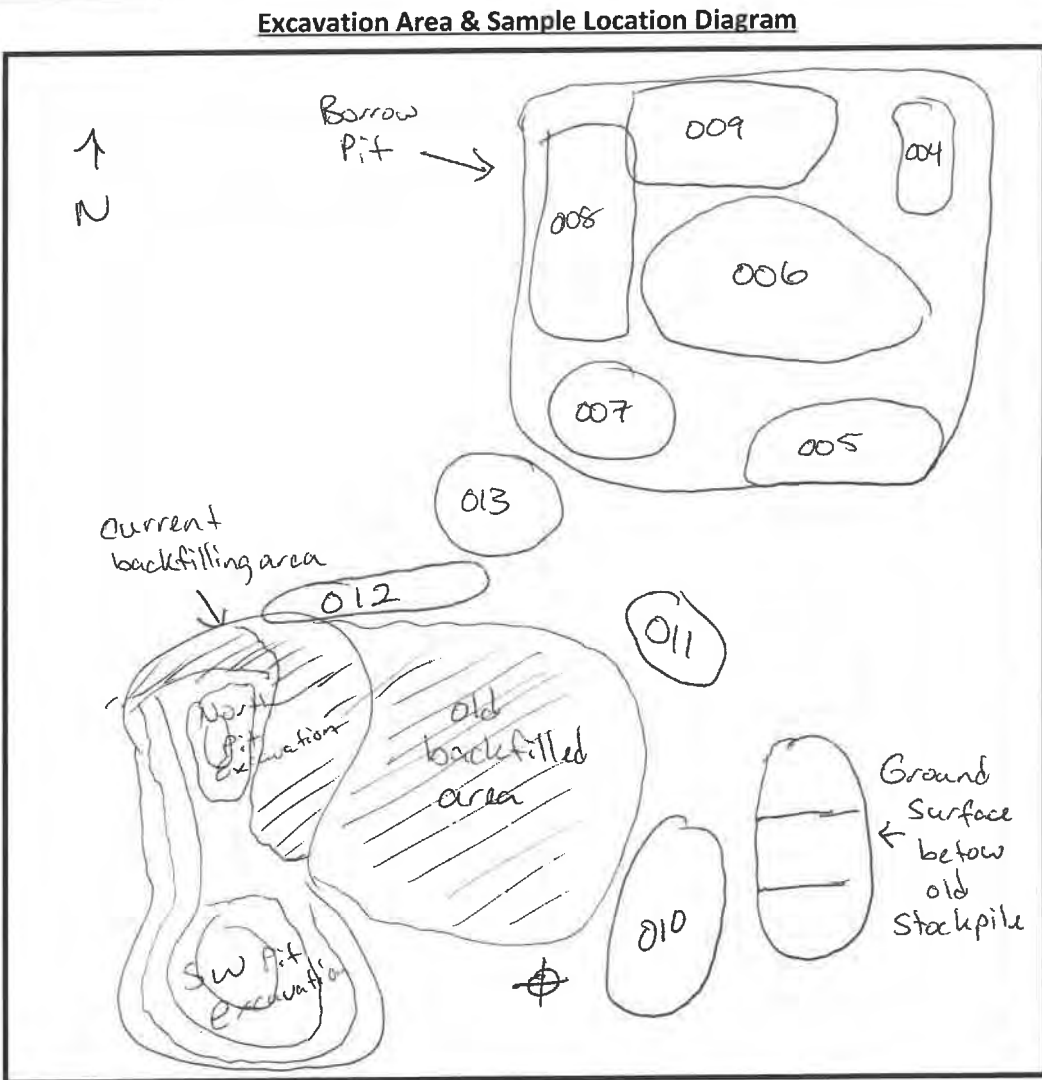 Excavation Area & Sample Location Diagram
Borrow
Pit
N
009
004
008
006
007
005
013
current
backfilling area
012
011
North
Pit
excavation
old
backfilled
area
Ground
Surface
below
old
Stockpile
010
SW Pit
excavation